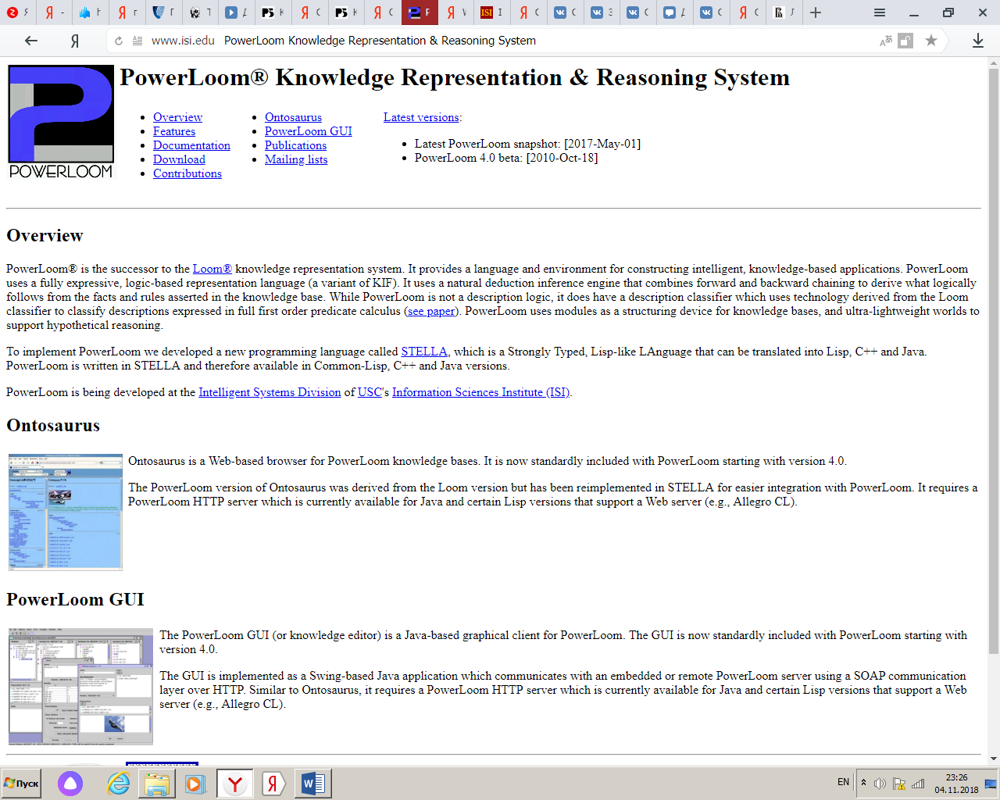 www.isi.edu PowerLoom Knowledge Representation & Reasoning System
POWERLOOM
PowerLoom® Knowledge Representation & Reasoning System
Overview
Features
Documentation
Download
Contributions
Ontosaurus
PowerLoom GUI
Publications
Mailing lists
Latest versions:
Latest PowerLoom snapshot: [2017-May-01]
PowerLoom 4.0 beta: [2010-Oct-18]
Overview
PowerLoom® is the successor to the Loom® knowledge representation system. It provides a language and environment for constructing intelligent, knowledge-based applications. PowerLoom
uses a fully expressive, logic-based representation language (a variant of KIF). It uses a natural deduction inference engine that combines forward and backward chaining to derive what logically
follows from the facts and rules asserted in the knowledge base. While PowerLoom is not a description logic, it does have a description classifier which uses technology derived from the Loom
classifier to classify descriptions expressed in full first order predicate calculus (see paper). PowerLoom uses modules as a structuring device for knowledge bases, and ultra-lightweight worlds to
support hypothetical reasoning.
To implement PowerLoom we developed a new programming language called STELLA, which is a Strongly Typed, Lisp-like LAnguage that can be translated into Lisp, C++ and Java.
PowerLoom is written in STELLA and therefore available in Common-Lisp, C++ and Java versions.
PowerLoom is being developed at the Intelligent Systems Division of USC's Information Sciences Institute (ISI).
Ontosaurus
Ontosaurus is a Web-based browser for PowerLoom knowledge bases. It is now standardly included with PowerLoom starting with version 4.0.
The PowerLoom version of Ontosaurus was derived from the Loom version but has been reimplemented in STELLA for easier integration with PowerLoom. It requires a
PowerLoom HTTP server which is currently available for Java and certain Lisp versions that support a Web server (e.g., Allegro CL).
PowerLoom GUI
The PowerLoom GUI (or knowledge editor) is a Java-based graphical client for PowerLoom. The GUI is now standardly included with PowerLoom starting with
version 4.0.
The GUI is implemented as a Swing-based Java application which communicates with an embedded or remote PowerLoom server using a SOAP communication
layer over HTTP. Similar to Ontosaurus, it requires a PowerLoom HTTP server which is currently available for Java and certain Lisp versions that support a Web
server (e.g., Allegro CL).
Пуск
EN
23:26
04.11.2018